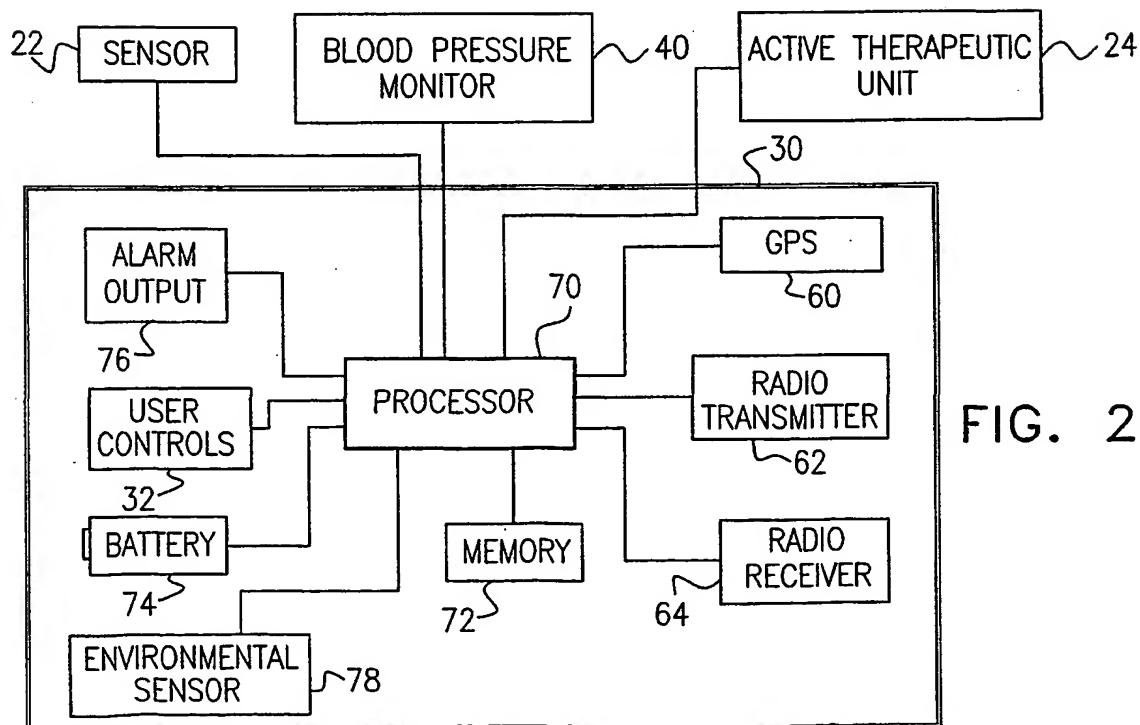 22
SENSOR
BLOOD PRESSURE
MONITOR
40
ACTIVE THERAPEUTIC
UNIT
24
30
ALARM
OUTPUT
76
GPS
60
70
PROCESSOR
USER
CONTROLS
32
RADIO
TRANSMITTER
62
FIG. 2
BATTERY
74
MEMORY
72
RADIO
RECEIVER
64
ENVIRONMENTAL
SENSOR
78